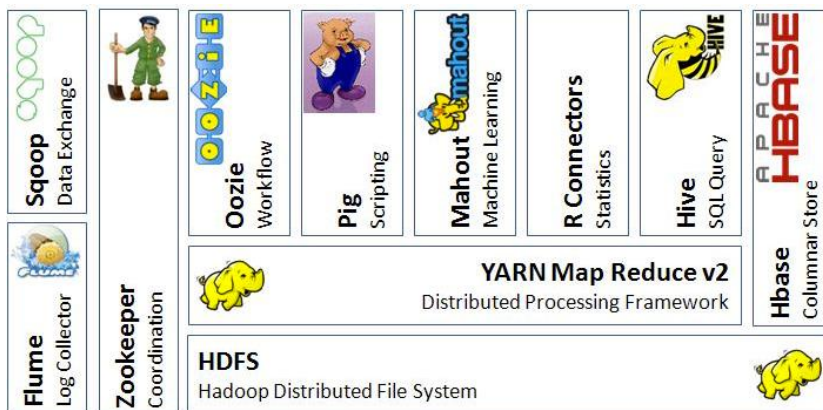 Sqoop
Sqoop
Data Exchange
FLUME
Flume
Log Collector
Zookeeper
Coordination
OOZIE
Oozie
Workflow
Pig
Scripting
mahout
Mahout
Machine Learning
R Connectors
Statistics
HIVE
Hive
SQL Query
APACHE
HBASE
Hbase
Columnar Store
YARN Map Reduce v2
Distributed Processing Framework
HDFS
Hadoop Distributed File System